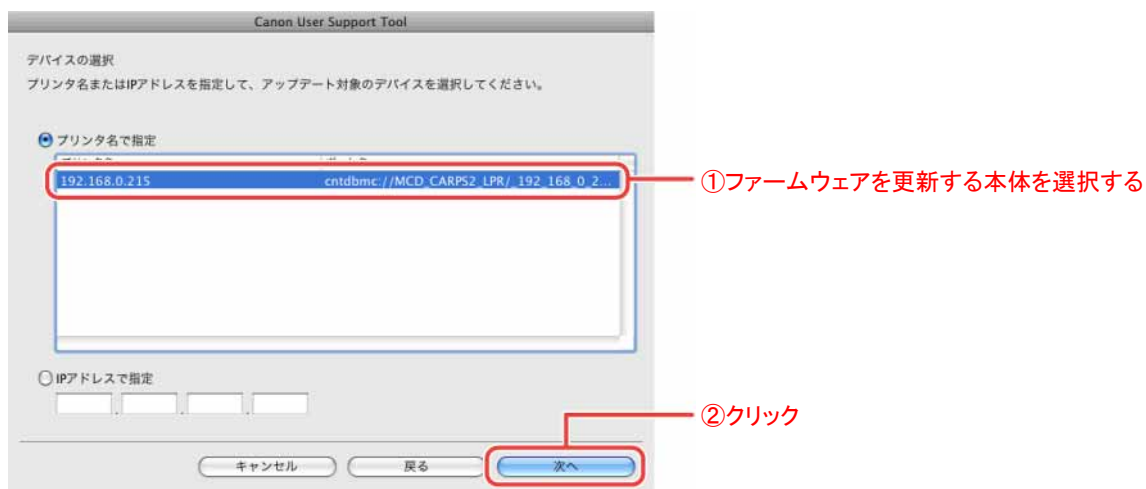 Canon User Support Tool
デバイスの選択
プリンタ名またはIPアドレスを指定して、アップデート対象のデバイスを選択してください。
プリンタ名で指定
192.168.0.215 cntdbmc://MCD_CARPS2_LPR/_192_168_0_2...
①ファームウェアを更新する本体を選択する
IPアドレスで指定
. . .
②クリック
キャンセル 戻る 次へ